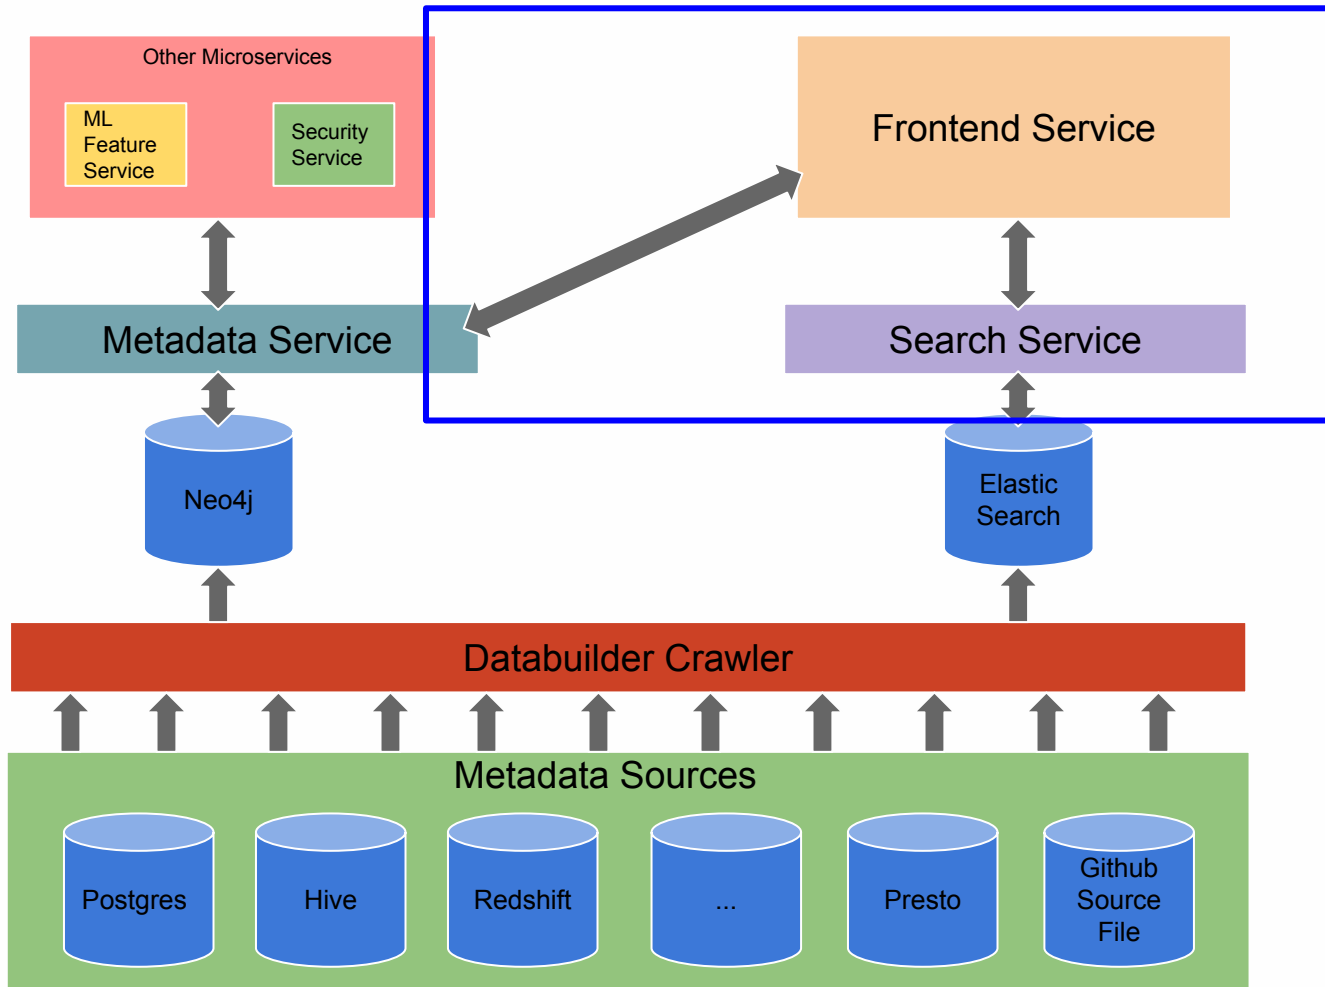 Other Microservices
ML
Feature
Service
Security
Service
Frontend Service
Metadata Service
Search Service
Neo4j
Elastic
Search
Databuilder Crawler
Metadata Sources
Postgres
Hive
Redshift
...
Presto
Github
Source
File